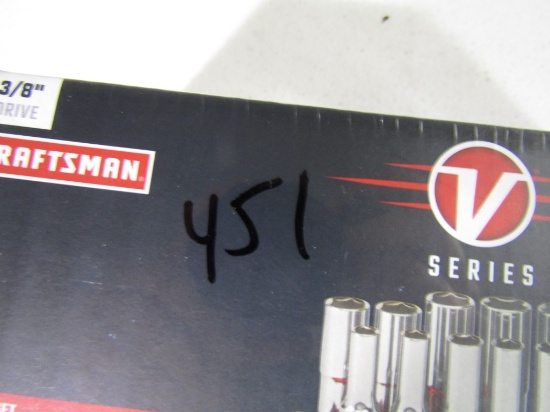 3/8"
DRIVE
CRAFTSMAN
451
V
SERIES